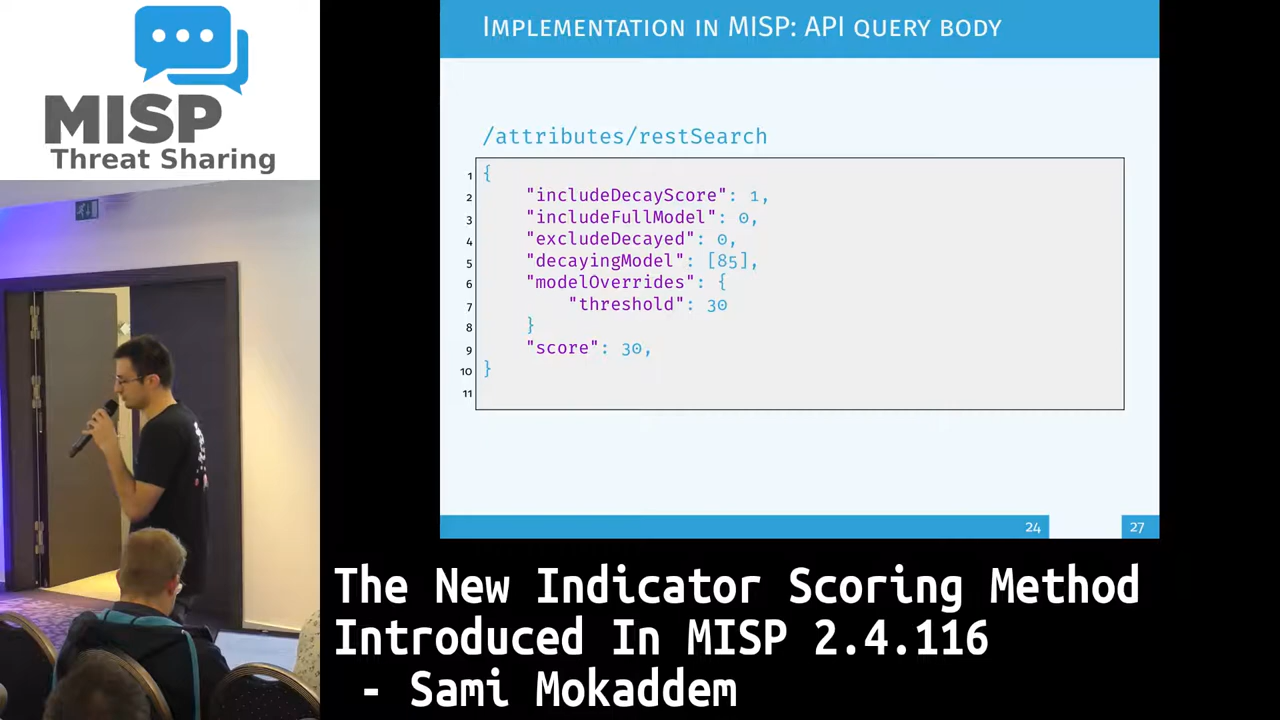 MISP
Threat Sharing
Implementation in MISP: API query body
/attributes/restSearch
1 {
2 "includeDecayScore": 1,
3 "includeFullModel": 0,
4 "excludeDecayed": 0,
5 "decayingModel": [85],
6 "modelOverrides": {
7 "threshold": 30
8 }
9 "score": 30,
10 }
11
24 27
The New Indicator Scoring Method
Introduced In MISP 2.4.116
- Sami Mokaddem